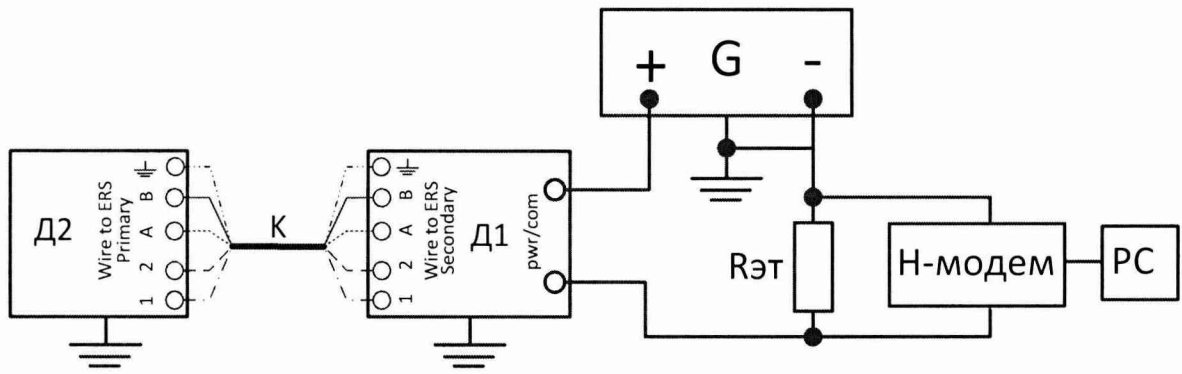 + G -
Д2
Wire to ERS
Primary
B
A
2
1
K
B
A
2
1
Wire to ERS
Secondary
Д1
pwr/com
Rэт
Н-модем
PC